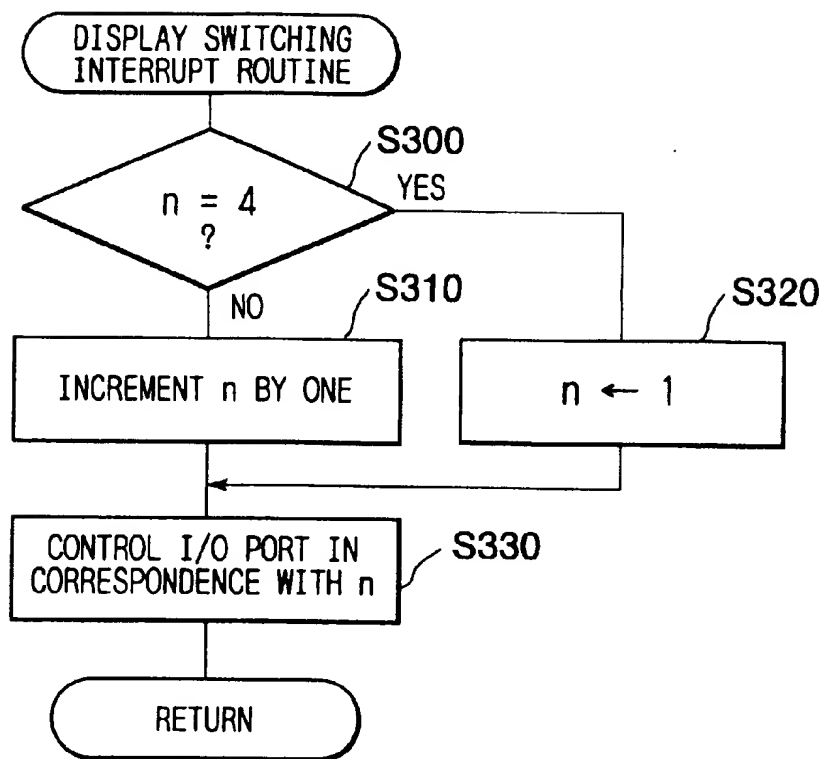 DISPLAY SWITCHING
INTERRUPT ROUTINE
S300
n = 4
?
YES
NO
S310
S320
INCREMENT n BY ONE
n ← 1
CONTROL I/O PORT IN
CORRESPONDENCE WITH n
S330
RETURN